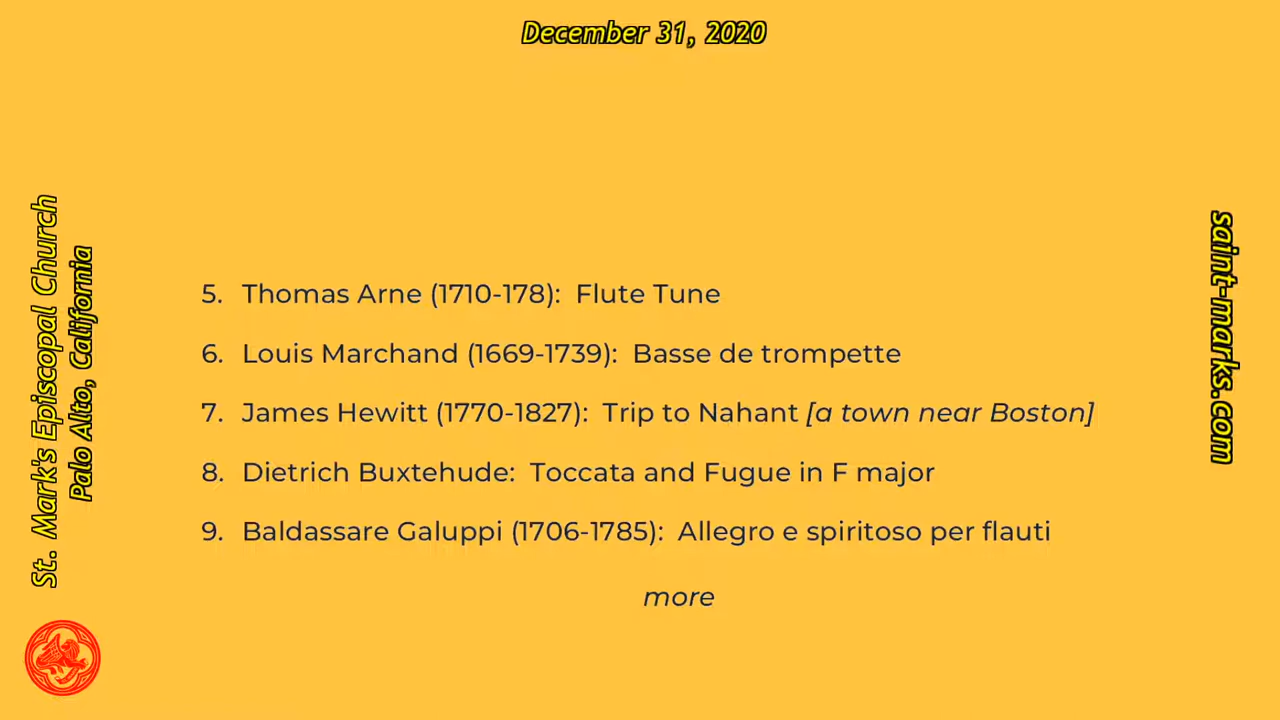 December 31, 2020
St. Mark's Episcopal Church
Palo Alto, California
5. Thomas Arne (1710-178): Flute Tune
6. Louis Marchand (1669-1739): Basse de trompette
7. James Hewitt (1770-1827): Trip to Nahant [a town near Boston]
8. Dietrich Buxtehude: Toccata and Fugue in F major
9. Baldassare Galuppi (1706-1785): Allegro e spiritoso per flauti
more
saint-marks.com